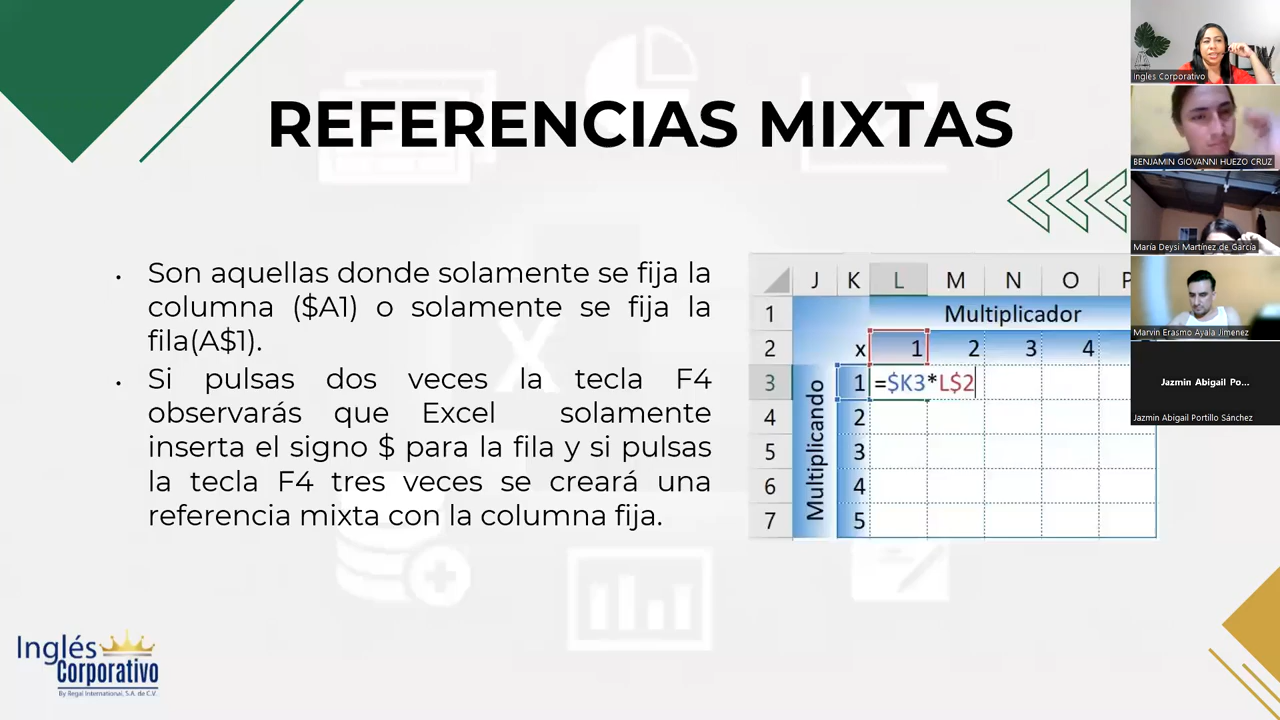 REFERENCIAS MIXTAS
• Son aquellas donde solamente se fija la
columna ($A1) o solamente se fija la
fila(A$1).
• Si pulsas dos veces la tecla F4
observarás que Excel solamente
inserta el signo $ para la fila y si pulsas
la tecla F4 tres veces se creará una
referencia mixta con la columna fija.
J K L M N O P
1 Multiplicador
2 x 1 2 3 4
3 1 =$K3*L$2
4 2
5 3
6 4
7 5
Multiplicando
Inglés
Corporativo
By Regal International, S.A. de C.V.
Ingles Corporativo
BENJAMIN GIOVANNI HUEZO CRUZ
María Deysi Martínez de García
Marvin Erasmo Ayala Jimenez
Jazmin Abigail Po...
Jazmín Abigail Portillo Sánchez